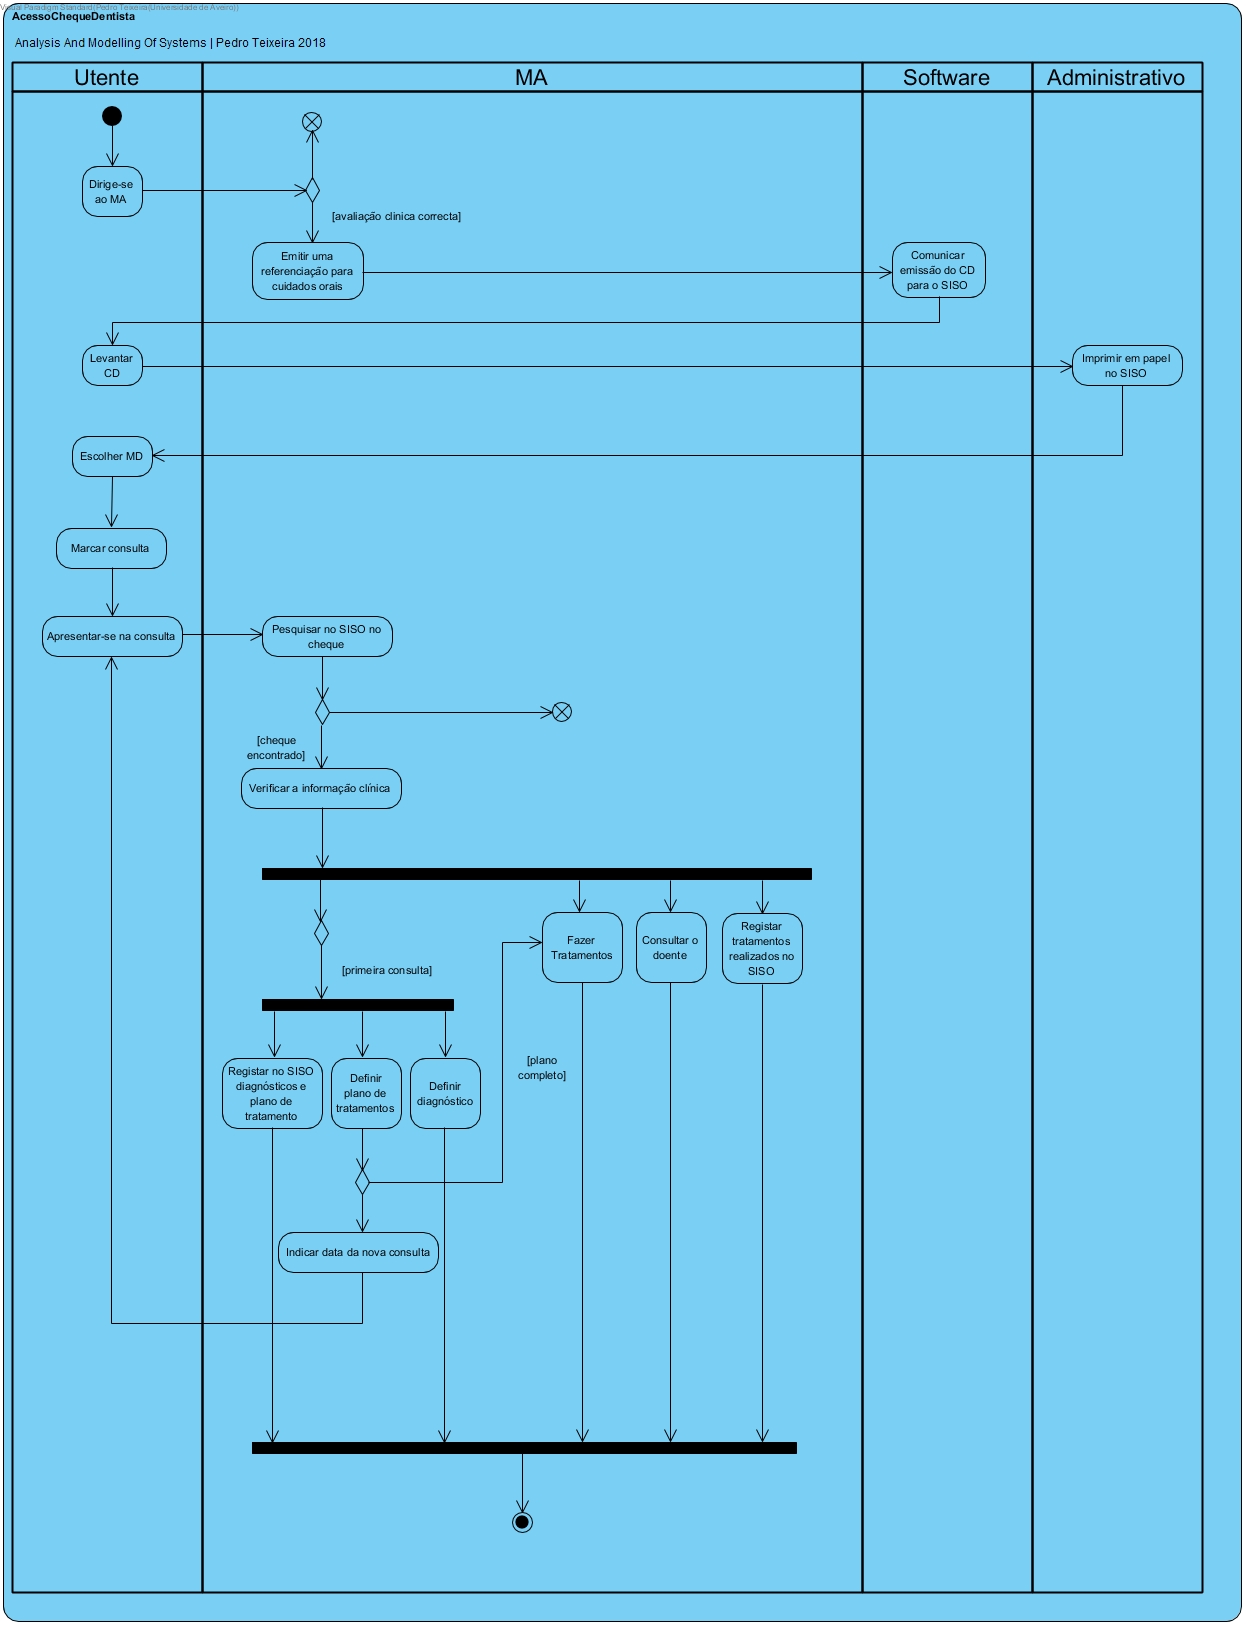 Visual Paradigm Standard(Pedro Teixeira(Universidade de Aveiro))
AcessoChequeDentista
Analysis And Modelling Of Systems | Pedro Teixeira 2018
Utente
MA
Software
Administrativo
Dirige-se
ao MA
[avaliação clinica correcta]
Emitir uma
referenciação para
cuidados orais
Comunicar
emissão do CD
para o SISO
Levantar
CD
Imprimir em papel
no SISO
Escolher MD
Marcar consulta
Apresentar-se na consulta
Pesquisar no SISO no
cheque
[cheque
encontrado]
Verificar a informação clínica
Fazer
Tratamentos
Consultar o
doente
Registar
tratamentos
realizados no
SISO
[primeira consulta]
[plano
completo]
Registar no SISO
diagnósticos e
plano de
tratamento
Definir
plano de
tratamentos
Definir
diagnóstico
Indicar data da nova consulta